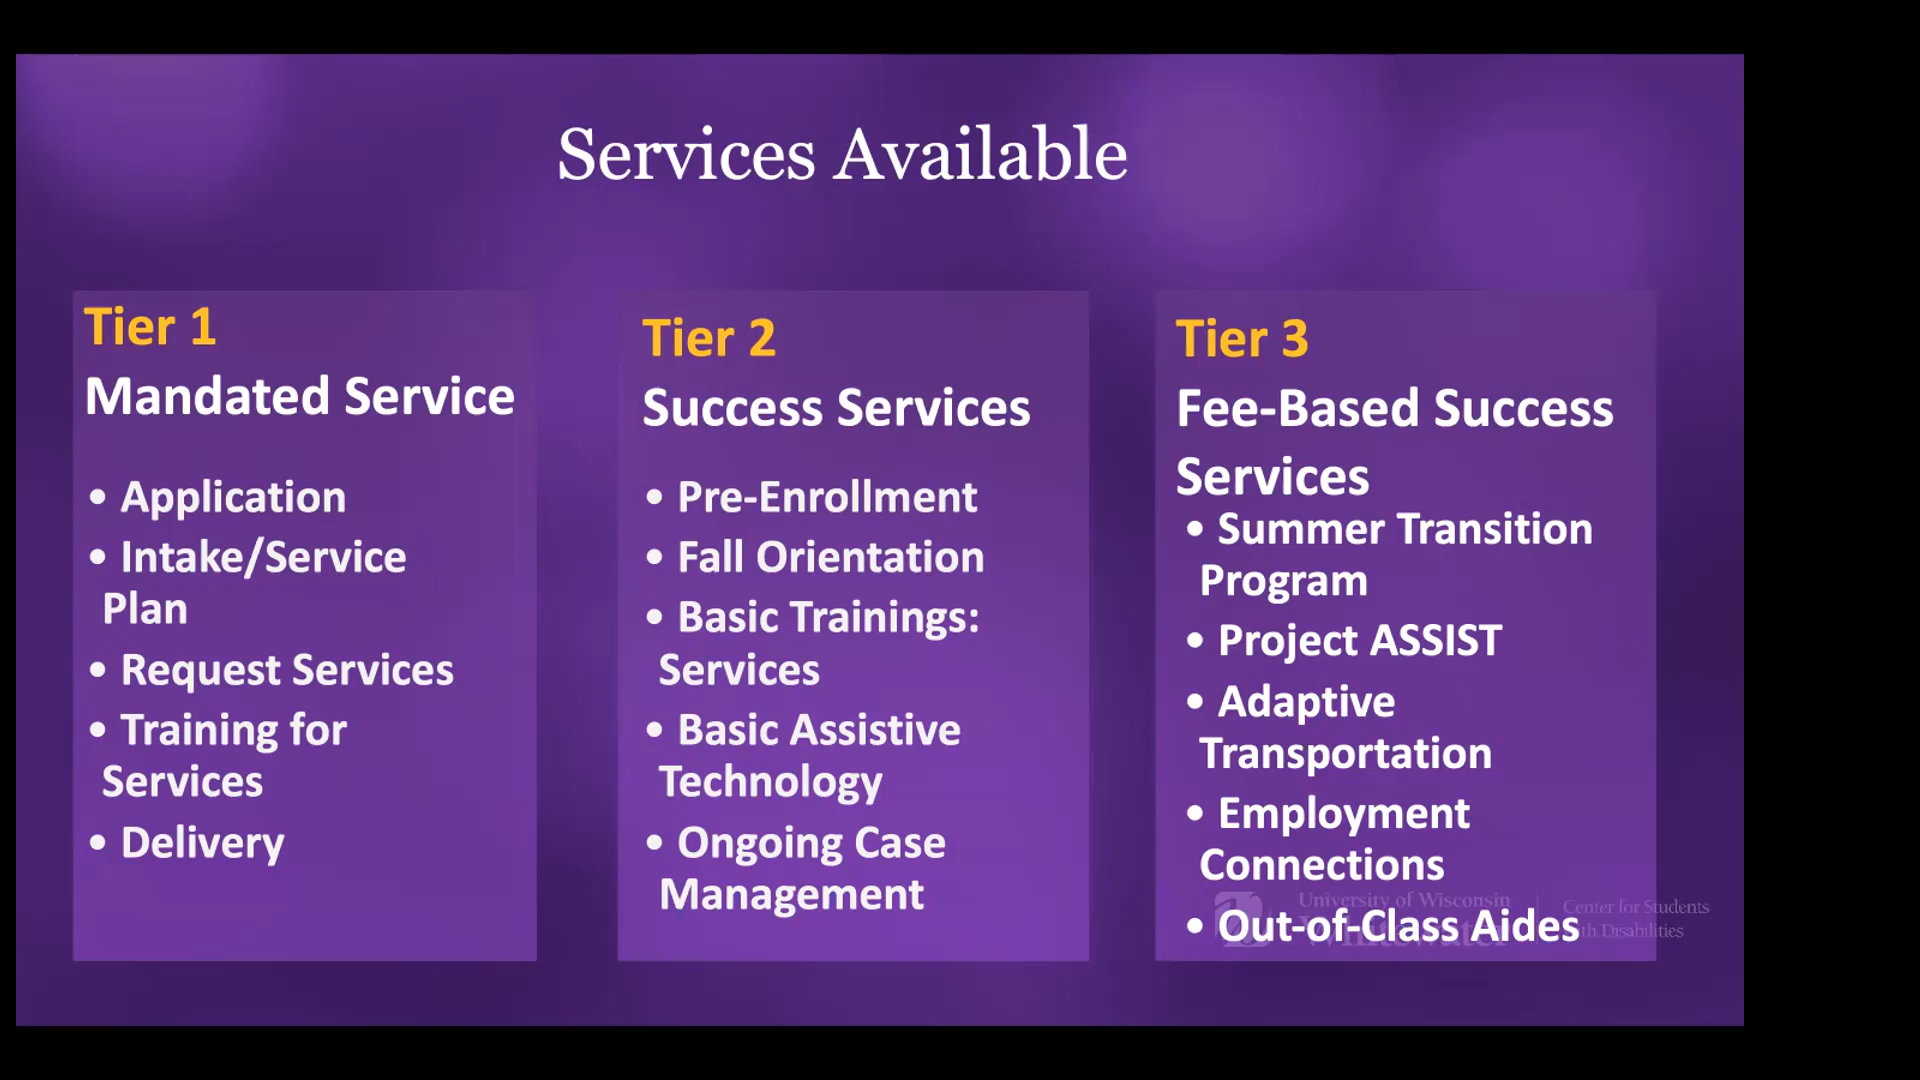 Services Available
Tier 1
Mandated Service
• Application
• Intake/Service
Plan
• Request Services
• Training for
Services
• Delivery
Tier 2
Success Services
• Pre-Enrollment
• Fall Orientation
• Basic Trainings:
Services
• Basic Assistive
Technology
• Ongoing Case
Management
Tier 3
Fee-Based Success
Services
• Summer Transition
Program
• Project ASSIST
• Adaptive
Transportation
• Employment
Connections
• Out-of-Class Aides
University of Wisconsin
Whitewater
Center for Students
with Disabilities